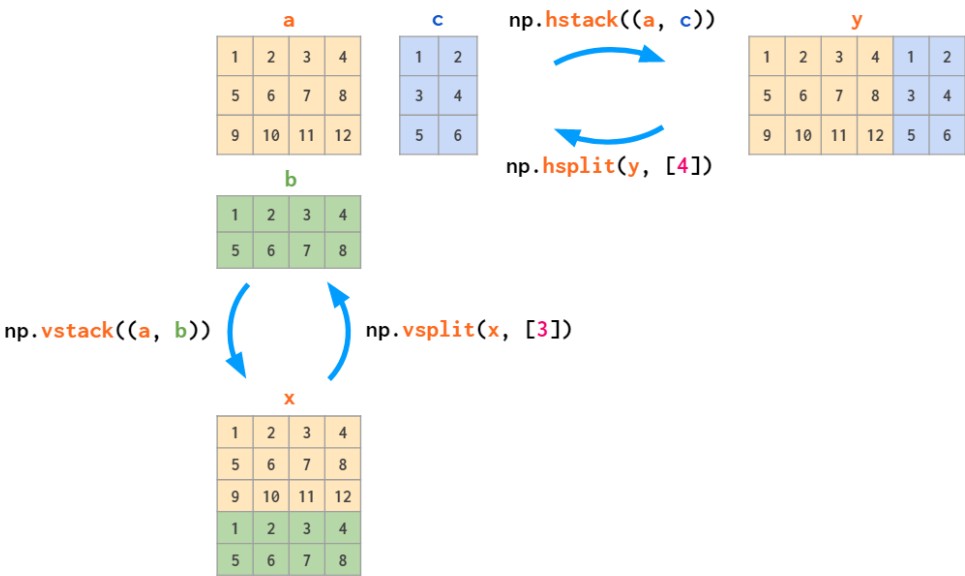 a c np.hstack((a, c)) y
1 2 3 4 1 2 1 2 3 4 1 2
5 6 7 8 3 4 5 6 7 8 3 4
9 10 11 12 5 6 9 10 11 12 5 6
np.hsplit(y, [4])
b
1 2 3 4
5 6 7 8
np.vstack((a, b)) np.vsplit(x, [3])
x
1 2 3 4
5 6 7 8
9 10 11 12
1 2 3 4
5 6 7 8